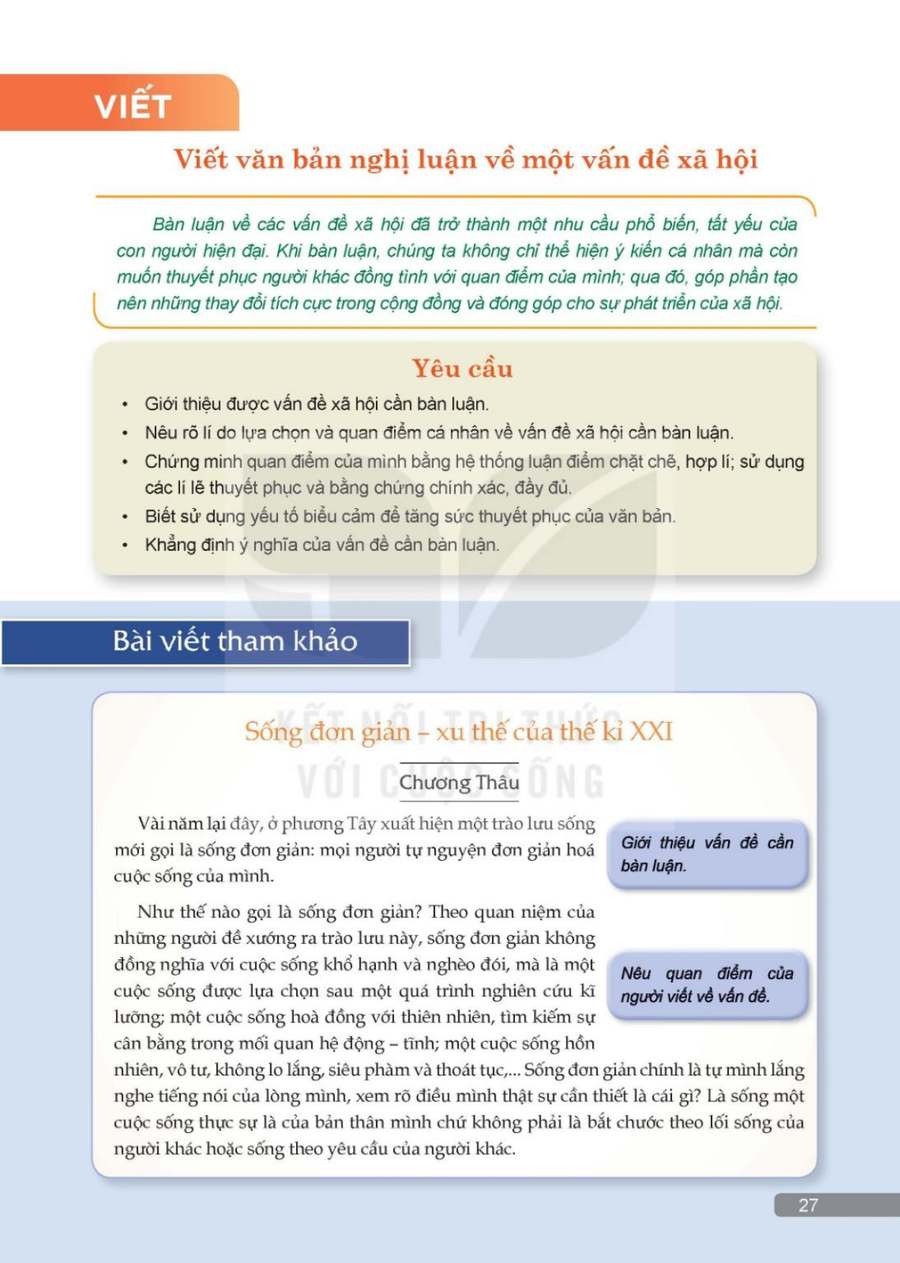 VIẾT
Viết văn bản nghị luận về một vấn đề xã hội
Bàn luận về các vấn đề xã hội đã trở thành một nhu cầu phổ biến, tất yếu của
con người hiện đại. Khi bàn luận, chúng ta không chỉ thể hiện ý kiến cá nhân mà còn
muốn thuyết phục người khác đồng tình với quan điểm của mình; qua đó, góp phần tạo
nên những thay đổi tích cực trong cộng đồng và đóng góp cho sự phát triển của xã hội.
Yêu cầu
• Giới thiệu được vấn đề xã hội cần bàn luận.
• Nêu rõ lí do lựa chọn và quan điểm cá nhân về vấn đề xã hội cần bàn luận.
• Chứng minh quan điểm của mình bằng hệ thống luận điểm chặt chẽ, hợp lí; sử dụng
các lí lẽ thuyết phục và bằng chứng chính xác, đầy đủ.
• Biết sử dụng yếu tố biểu cảm để tăng sức thuyết phục của văn bản.
• Khẳng định ý nghĩa của vấn đề cần bàn luận.
Bài viết tham khảo
KẾT NỐI TRI THỨC
VỚI CUỘC SỐNG
Sống đơn giản – xu thế của thế kỉ XXI
Chương Thâu
Vài năm lại đây, ở phương Tây xuất hiện một trào lưu sống
mới gọi là sống đơn giản: mọi người tự nguyện đơn giản hoá
cuộc sống của mình.
Giới thiệu vấn đề cần
bàn luận.
Như thế nào gọi là sống đơn giản? Theo quan niệm của
những người đề xướng ra trào lưu này, sống đơn giản không
đồng nghĩa với cuộc sống khổ hạnh và nghèo đói, mà là một
cuộc sống được lựa chọn sau một quá trình nghiên cứu kĩ
lưỡng; một cuộc sống hoà đồng với thiên nhiên, tìm kiếm sự
cân bằng trong mối quan hệ động – tĩnh; một cuộc sống hồn
nhiên, vô tư, không lo lắng, siêu phàm và thoát tục,... Sống đơn giản chính là tự mình lắng
nghe tiếng nói của lòng mình, xem rõ điều mình thật sự cần thiết là cái gì? Là sống một
cuộc sống thực sự là của bản thân mình chứ không phải là bắt chước theo lối sống của
người khác hoặc sống theo yêu cầu của người khác.
Nêu quan điểm của
người viết về vấn đề.
27